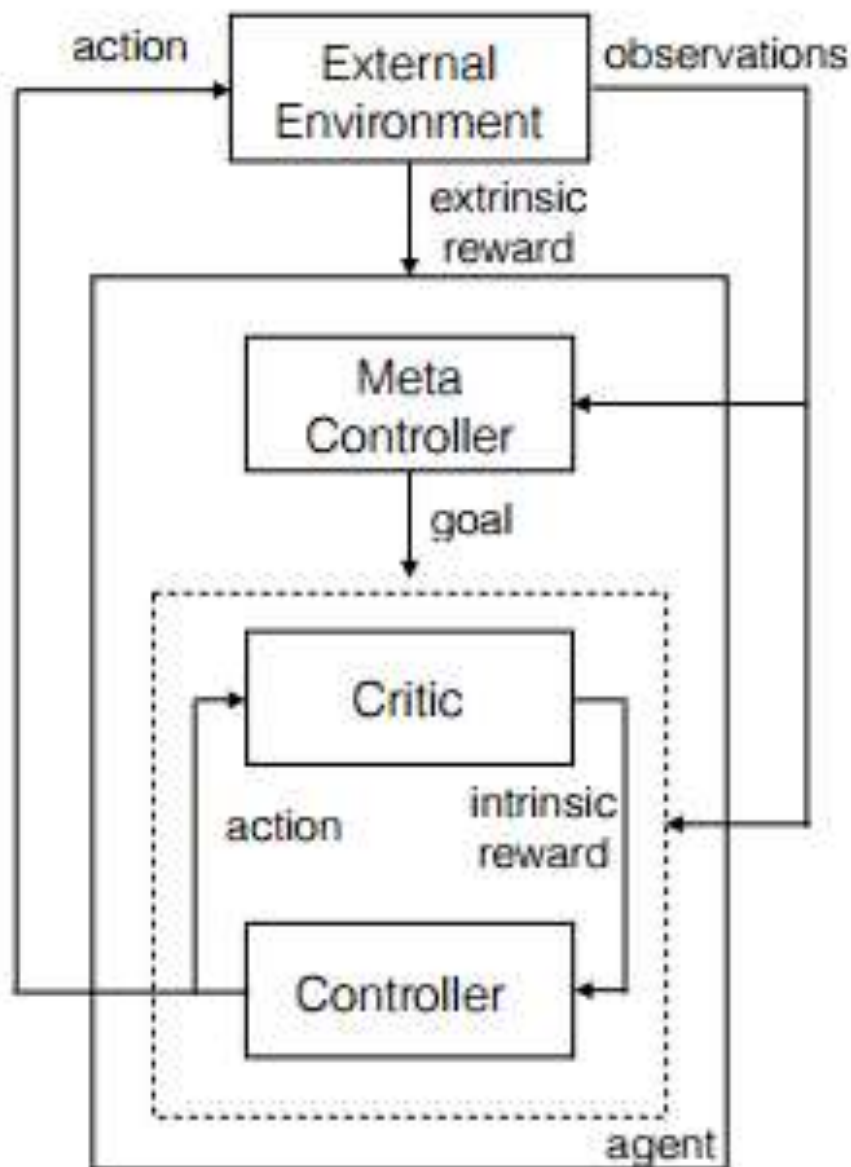 action
External
Environment
observations
extrinsic
reward
Meta
Controller
goal
Critic
action
intrinsic
reward
Controller
agent